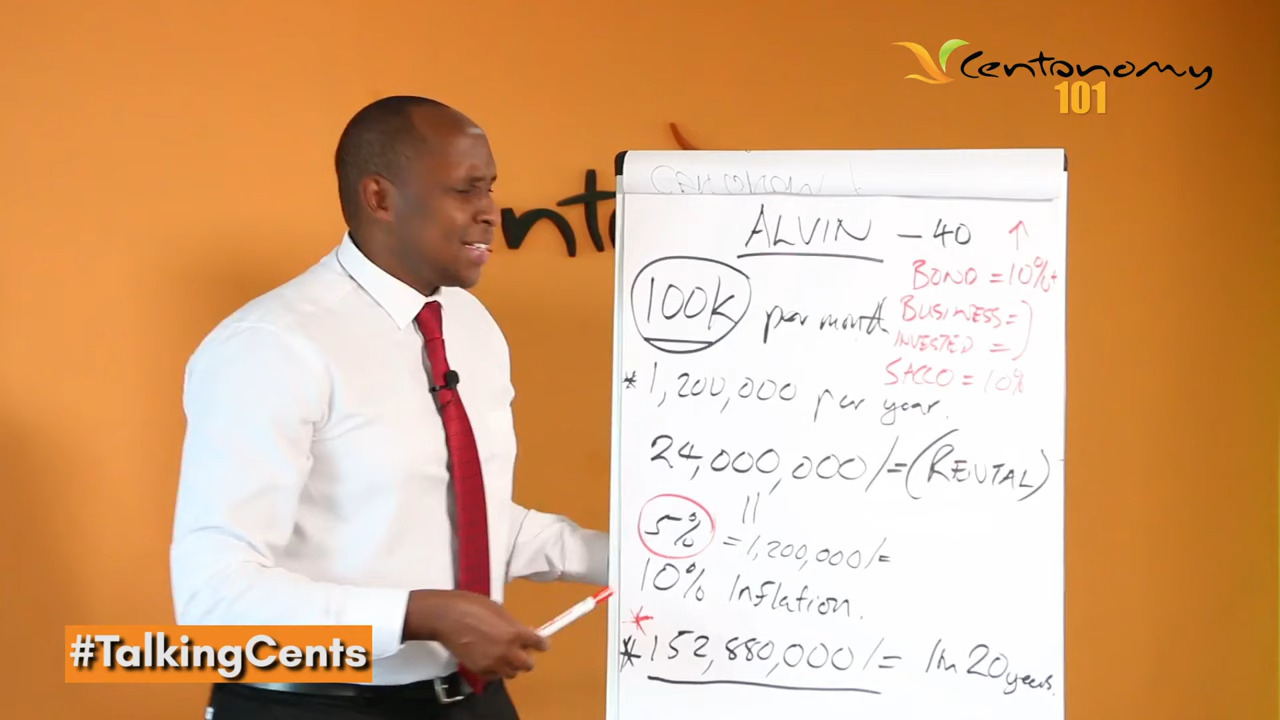 Centonomy
101
ent
ALVIN - 40 ↑
BOND = 10%+
100K per month
BUSINESS =
INVESTED =
SACCO = 10%
* 1,200,000 per year.
24,000,000/= (RENTAL)
5% = 1,200,000/=
10% Inflation.
* 152,880,000/= In 20 years.
#TalkingCents